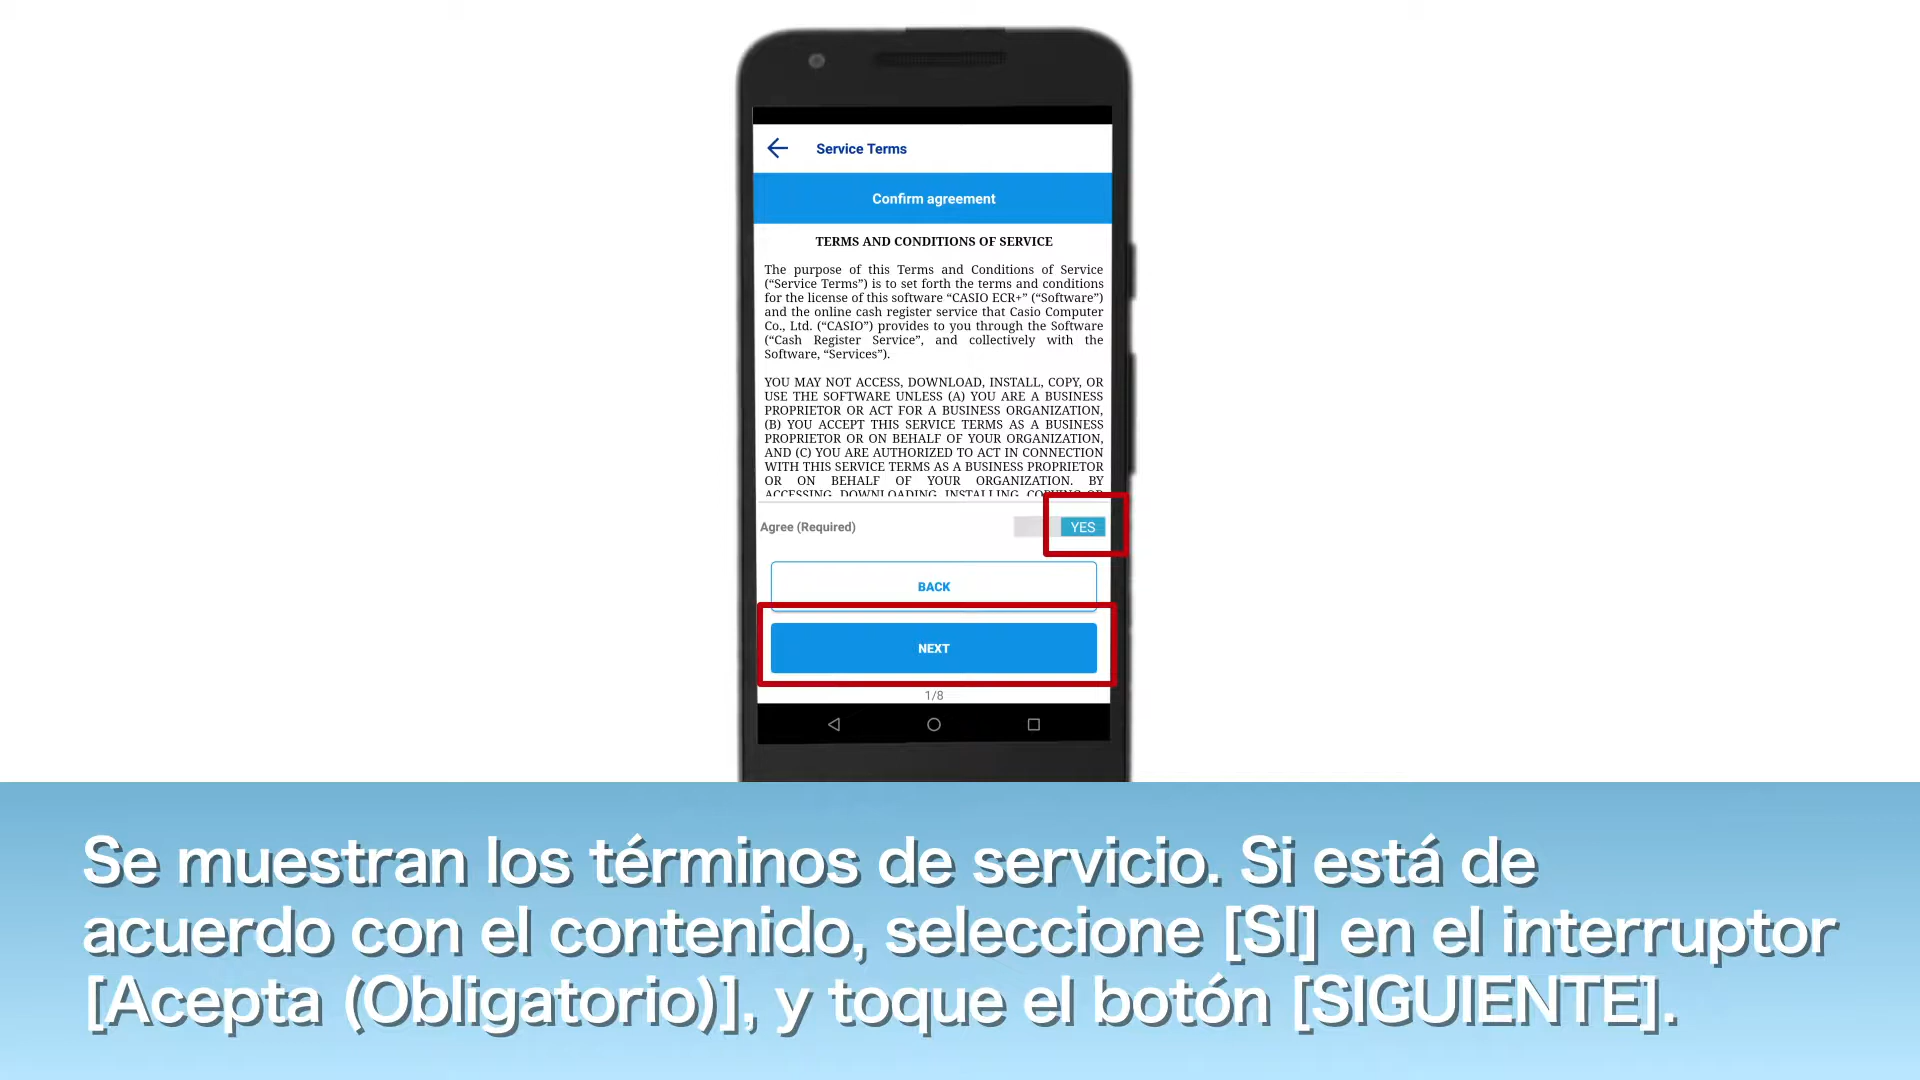 Service Terms
Confirm agreement
TERMS AND CONDITIONS OF SERVICE
The purpose of this Terms and Conditions of Service
(“Service Terms”) is to set forth the terms and conditions
for the license of this software “CASIO ECR+” (“Software”)
and the online cash register service that Casio Computer
Co., Ltd. (“CASIO”) provides to you through the Software
(“Cash Register Service”, and collectively with the
Software, “Services”).
YOU MAY NOT ACCESS, DOWNLOAD, INSTALL, COPY, OR
USE THE SOFTWARE UNLESS (A) YOU ARE A BUSINESS
PROPRIETOR OR ACT FOR A BUSINESS ORGANIZATION,
(B) YOU ACCEPT THIS SERVICE TERMS AS A BUSINESS
PROPRIETOR OR ON BEHALF OF YOUR ORGANIZATION,
AND (C) YOU ARE AUTHORIZED TO ACT IN CONNECTION
WITH THIS SERVICE TERMS AS A BUSINESS PROPRIETOR
OR ON BEHALF OF YOUR ORGANIZATION. BY
ACCESSING, DOWNLOADING, INSTALLING, COPYING OR
Agree (Required)
YES
BACK
NEXT
1/8
Se muestran los términos de servicio. Si está de
acuerdo con el contenido, seleccione [SI] en el interruptor
[Acepta (Obligatorio)], y toque el botón [SIGUIENTE].